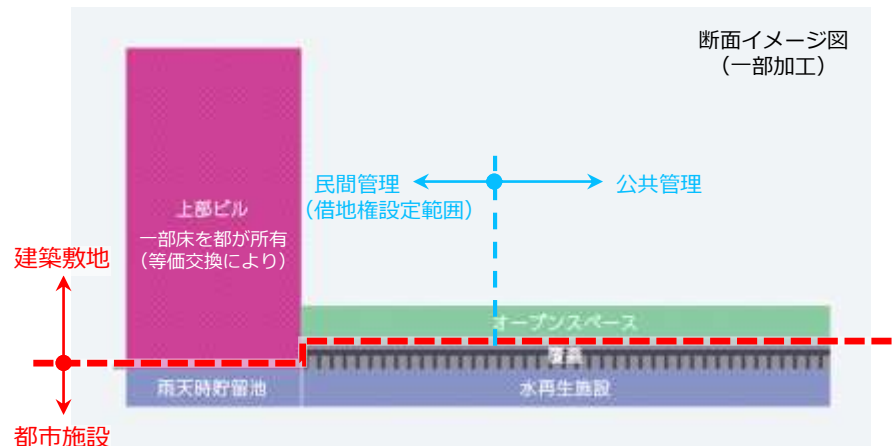 断面イメージ図
（一部加工）
民間管理
（借地権設定範囲）
公共管理
上部ビル
一部床を都が所有
（等価交換により）
建築敷地
オープンスペース
覆蓋
雨天時貯留池
水再生施設
都市施設